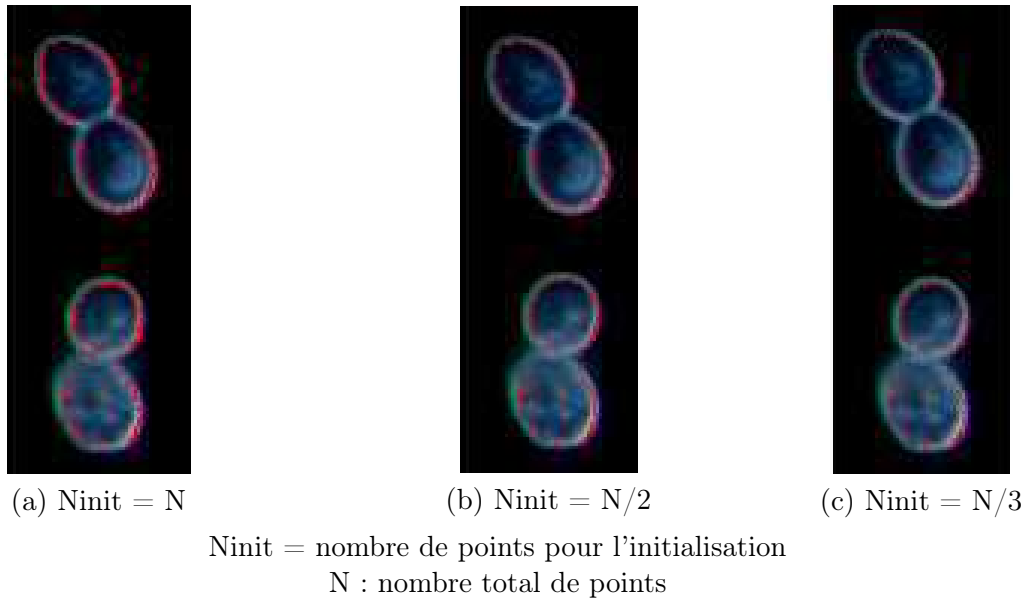 (a) Ninit = N
(b) Ninit = N/2
(c) Ninit = N/3
Ninit = nombre de points pour l'initialisation
N : nombre total de points